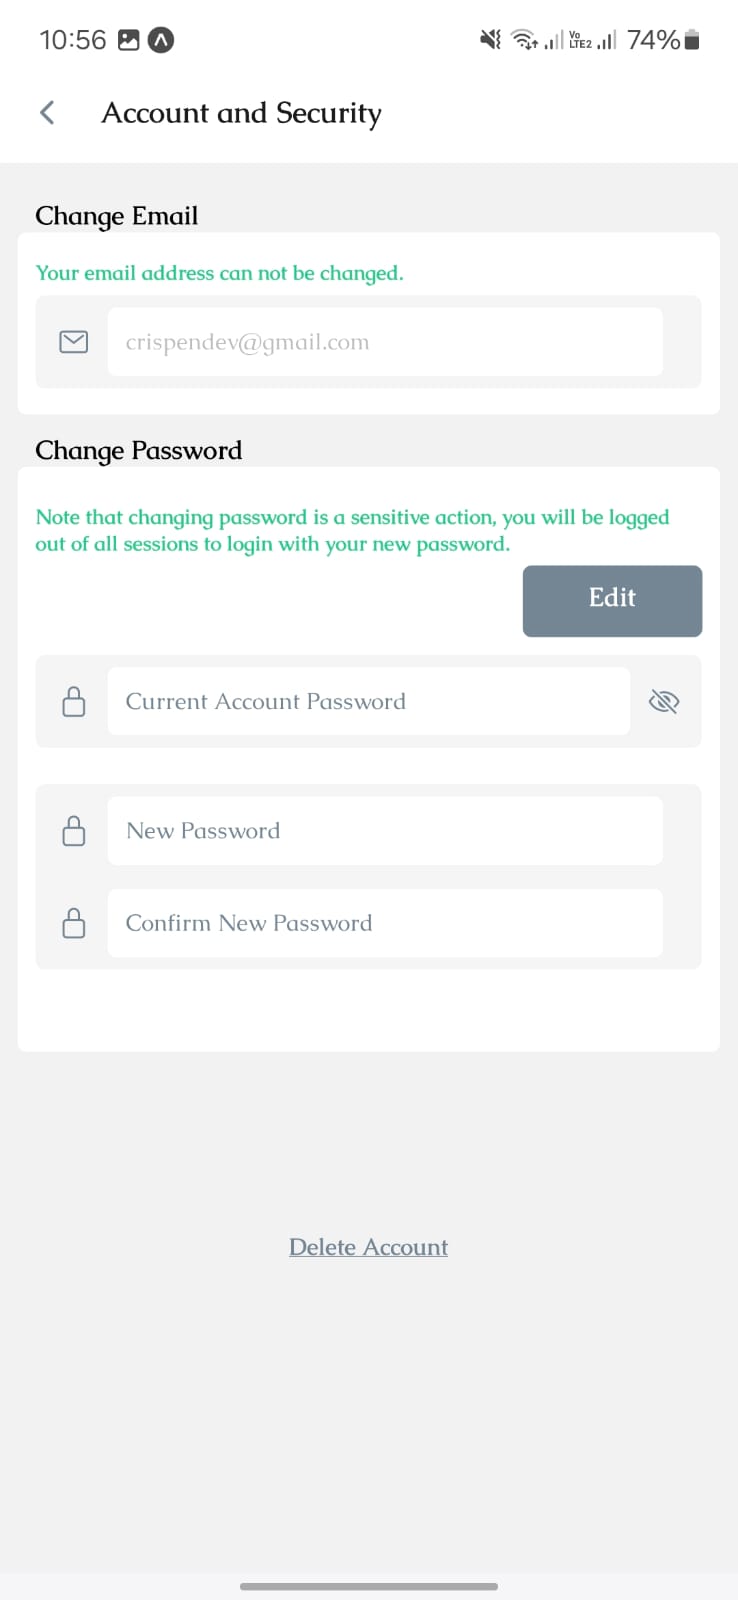 10:56
Vo
LTE2
74%
Account and Security
Change Email
Your email address can not be changed.
crispendev@gmail.com
Change Password
Note that changing password is a sensitive action, you will be logged
out of all sessions to login with your new password.
Edit
Current Account Password
New Password
Confirm New Password
Delete Account